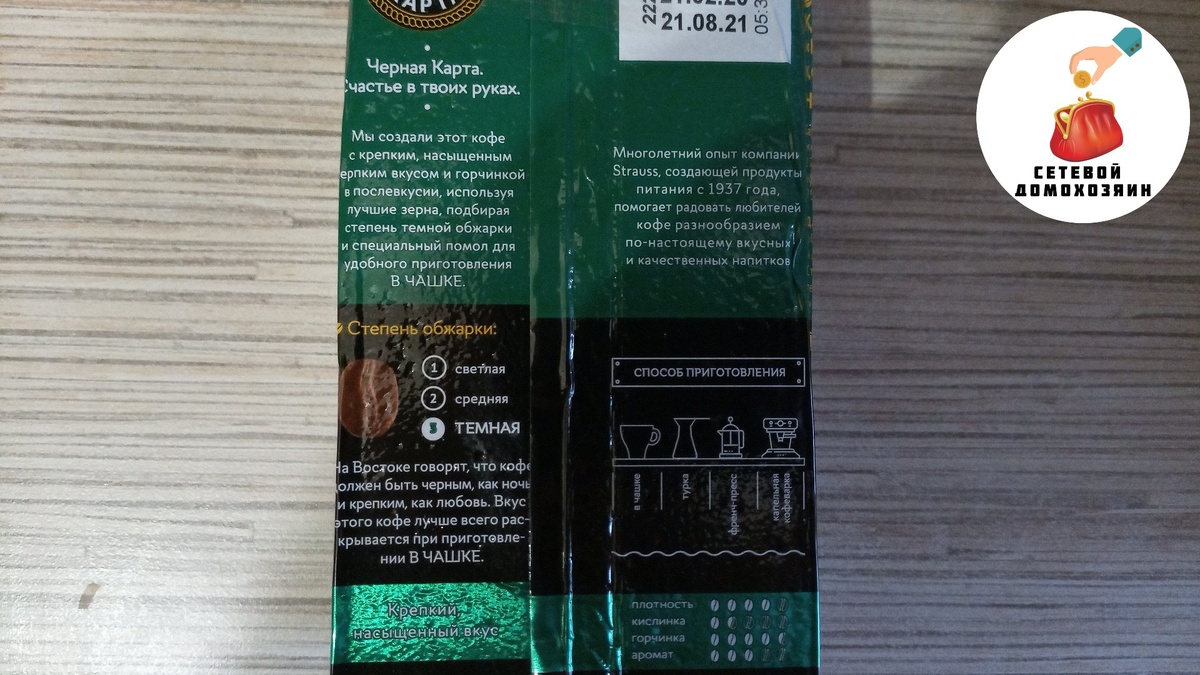 Черная Карта.
Счастье в твоих руках.
Мы создали этот кофе
с крепким, насыщенным
терпким вкусом и горчинкой
в послевкусии, используя
лучшие зерна, подбирая
степень темной обжарки
и специальный помол для
удобного приготовления
В ЧАШКЕ.
Степень обжарки:
1 светлая
2 средняя
3 ТЕМНАЯ
На Востоке говорят, что кофе
должен быть черным, как ночь
и крепким, как любовь. Вкус
этого кофе лучше всего рас-
крывается при приготовле-
нии В ЧАШКЕ.
Крепкий,
насыщенный вкус
21.08.21
Многолетний опыт компании
Strauss, создающей продукты
питания с 1937 года,
помогает радовать любителей
кофе разнообразием
по-настоящему вкусных
и качественных напитков
СПОСОБ ПРИГОТОВЛЕНИЯ
в чашке
турка
френч-пресс
капельная
кофеварка
плотность
кислинка
горчинка
аромат
СЕТЕВОЙ
ДОМОХОЗЯИН